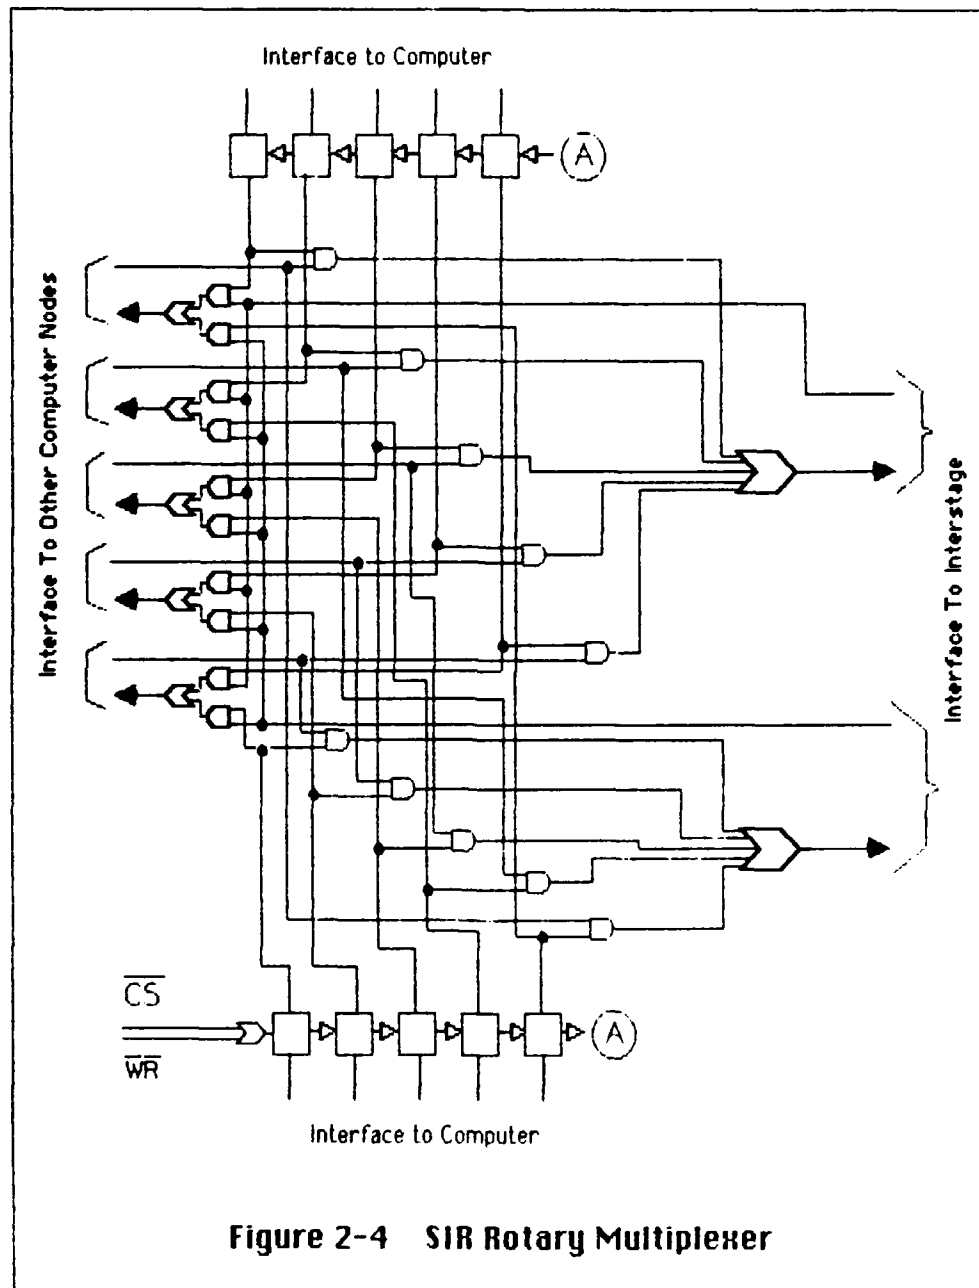 Interface to Computer
A
Interface To Other Computer Nodes
Interface To Interstage
CS
WR
A
Interface to Computer
Figure 2-4 SIR Rotary Multiplexer